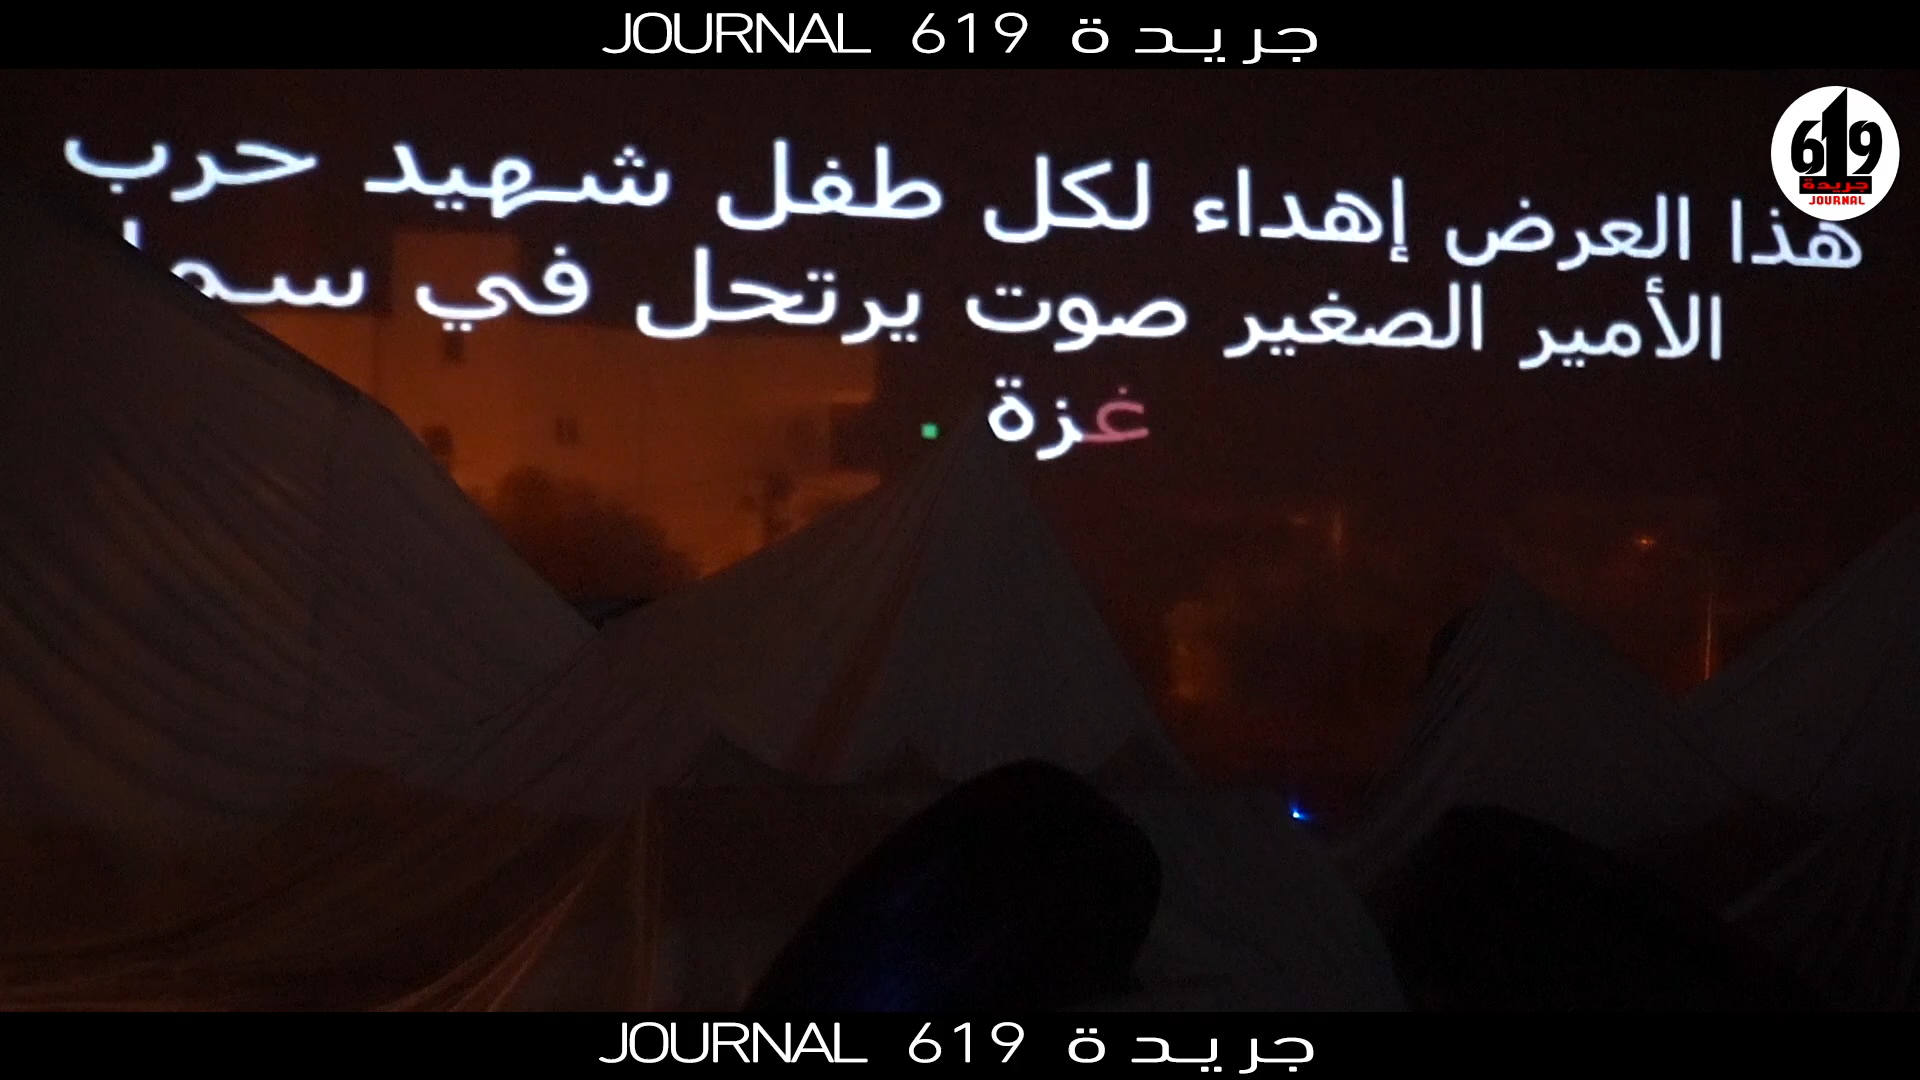 JOURNAL 619 جريدة
619
جريدة
JOURNAL
هذا العرض إهداء لكل طفل شهيد حرب
الأمير الصغير صوت يرتحل في سما
غزة
JOURNAL 619 جريدة